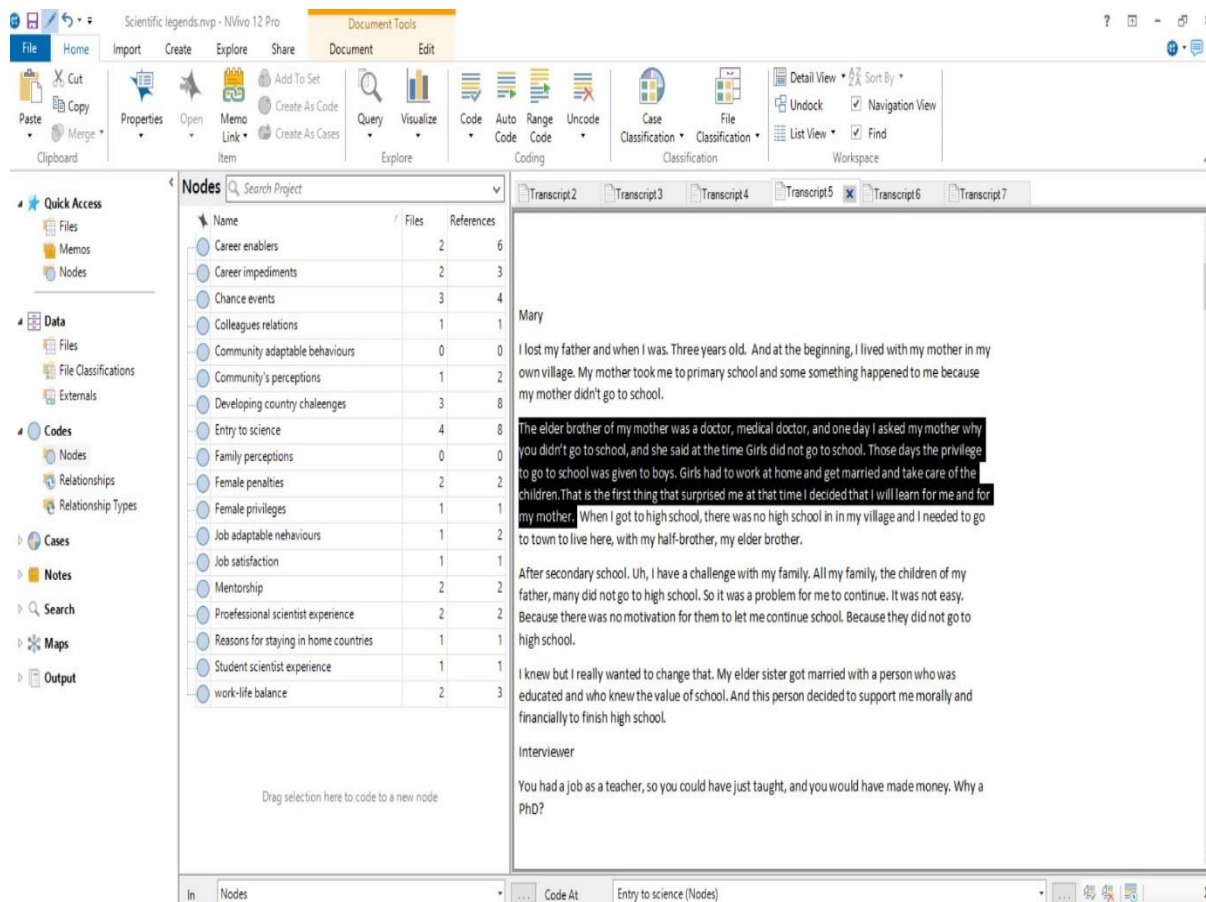 Scientific legends.nvp - NVivo 12 Pro
Document Tools
?
File Home Import Create Explore Share Document Edit
Paste
Cut
Copy
Merge
Clipboard
Properties
Open
Memo Link
Add To Set
Create As Code
Create As Cases
Item
Query
Visualize
Explore
Code
Auto Code
Range Code
Uncode
Coding
Case Classification
File Classification
Classification
Detail View
Sort By
Undock
Navigation View
List View
Find
Workspace
Quick Access
Files
Memos
Nodes
Data
Files
File Classifications
Externals
Codes
Nodes
Relationships
Relationship Types
Cases
Notes
Search
Maps
Output
Nodes Search Project
Name Files References
Career enablers 2 6
Career impediments 2 3
Chance events 3 4
Colleagues relations 1 1
Community adaptable behaviours 0 0
Community's perceptions 1 2
Developing country chaleenges 3 8
Entry to science 4 8
Family perceptions 0 0
Female penalties 2 2
Female privileges 1 1
Job adaptable nehaviours 1 2
Job satisfaction 1 1
Mentorship 2 2
Proefessional scientist experience 2 2
Reasons for staying in home countries 1 1
Student scientist experience 1 1
work-life balance 2 3
Drag selection here to code to a new node
Transcript2 Transcript3 Transcript4 Transcript5 x Transcript6 Transcript7
Mary
I lost my father and when I was. Three years old. And at the beginning, I lived with my mother in my
own village. My mother took me to primary school and some something happened to me because
my mother didn't go to school.
The elder brother of my mother was a doctor, medical doctor, and one day I asked my mother why
you didn't go to school, and she said at the time Girls did not go to school. Those days the privilege
to go to school was given to boys. Girls had to work at home and get married and take care of the
children.That is the first thing that surprised me at that time I decided that I will learn for me and for
my mother. When I got to high school, there was no high school in in my village and I needed to go
to town to live here, with my half-brother, my elder brother.
After secondary school. Uh, I have a challenge with my family. All my family, the children of my
father, many did not go to high school. So it was a problem for me to continue. It was not easy.
Because there was no motivation for them to let me continue school. Because they did not go to
high school.
I knew but I really wanted to change that. My elder sister got married with a person who was
educated and who knew the value of school. And this person decided to support me morally and
financially to finish high school.
Interviewer
You had a job as a teacher, so you could have just taught, and you would have made money. Why a
PhD?
In Nodes ... Code At Entry to science (Nodes) ...